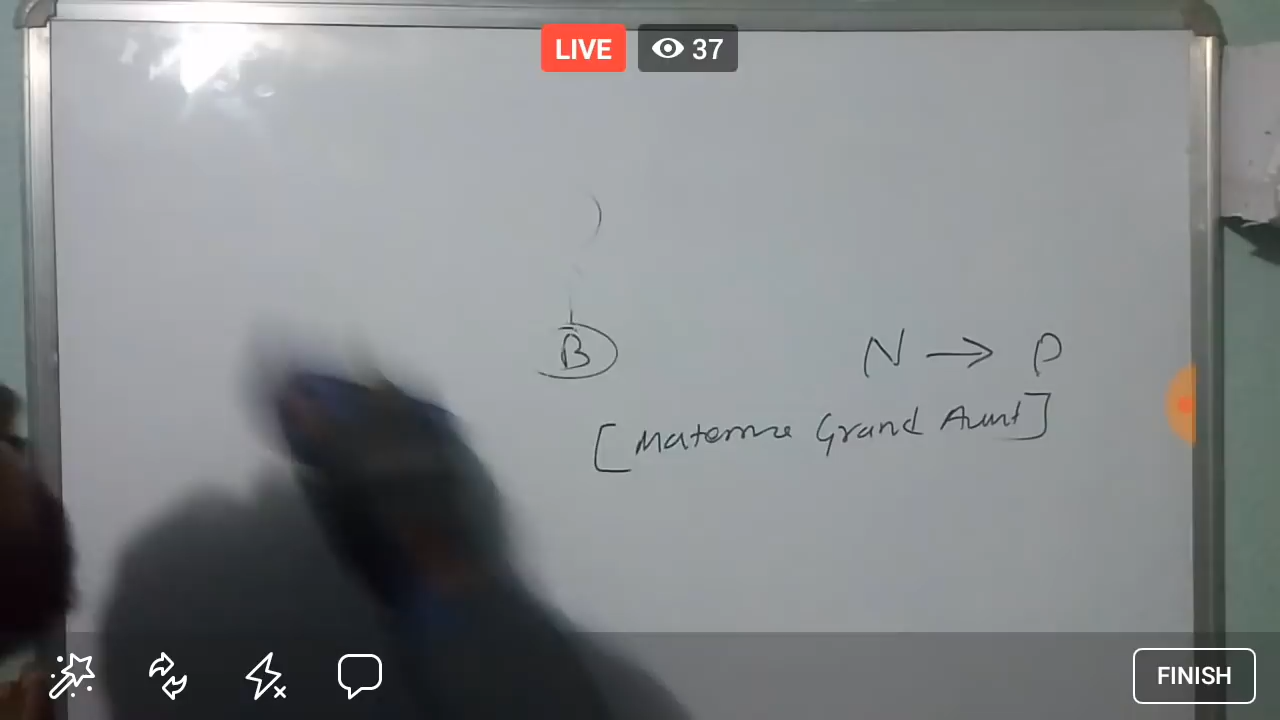 LIVE 37
B
N → P
[Materna Grand Aunt]
FINISH